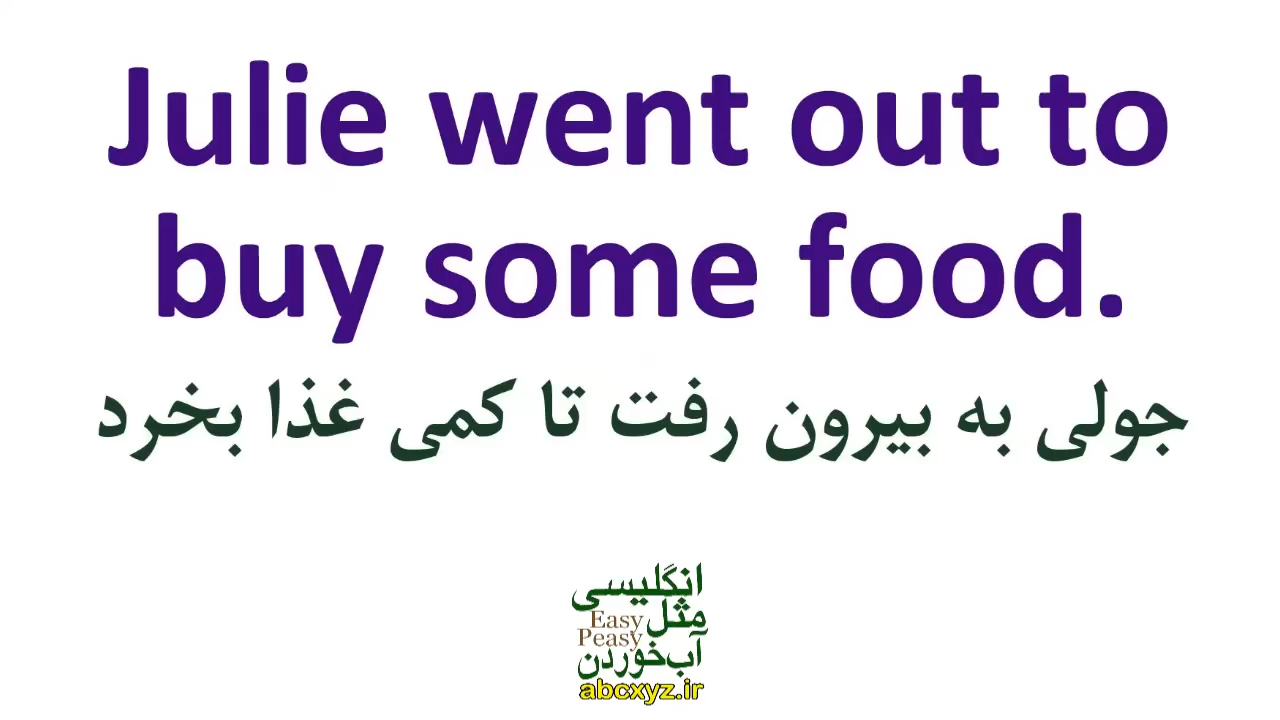 Julie went out to
buy some food.
جولی به بیرون رفت تا کمی غذا بخرد
انگلیسی
مثل
Easy
Peasy
آب‌خوردن
abcxyz.ir